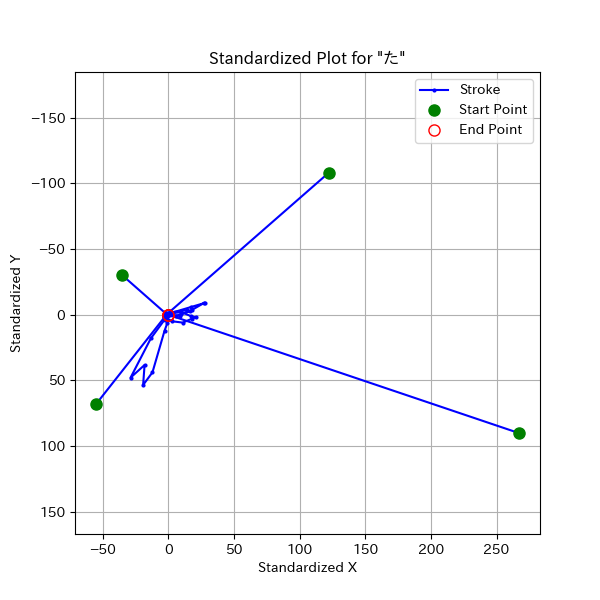 Standardized Plot for "た"
Stroke
Start Point
End Point
Standardized Y
−150
−100
−50
0
50
100
150
−50 0 50 100 150 200 250
Standardized X